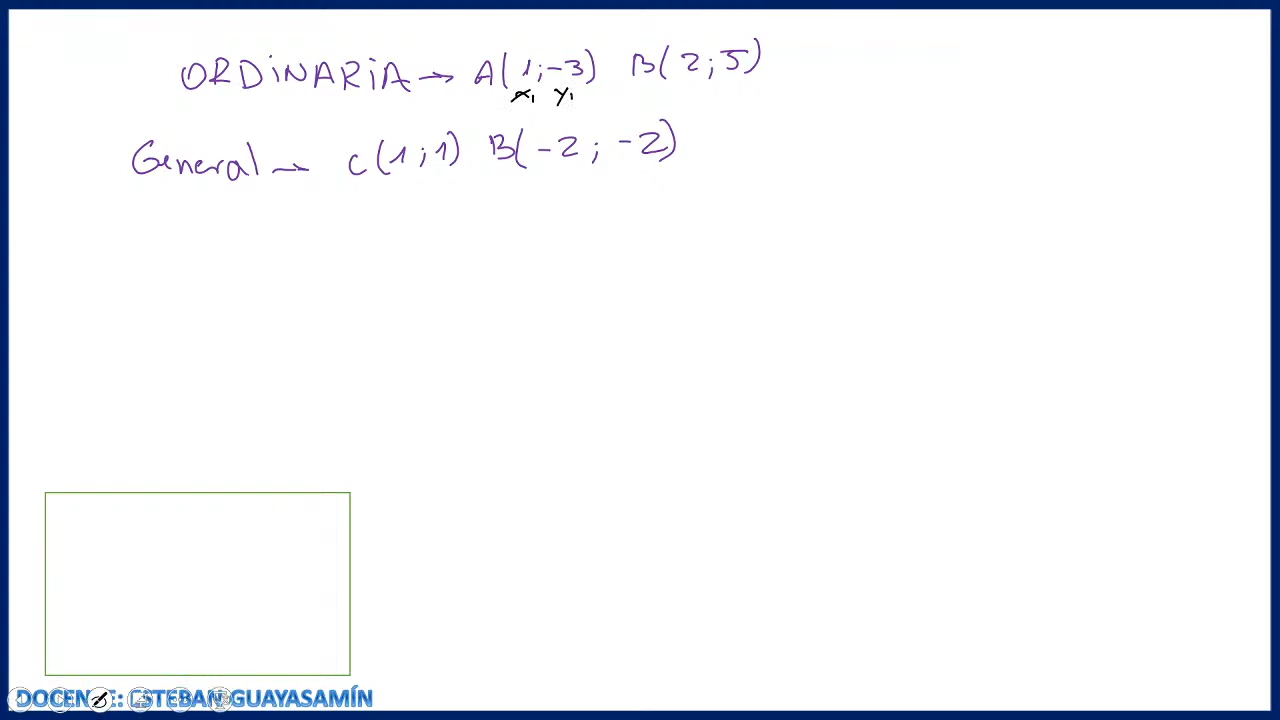 ORDINARIA → A(1;-3) B(2;5)
x₁ y₁
General → C(1;1) B(-2;-2)
DOCENTE: ESTEBAN GUAYASAMÍN